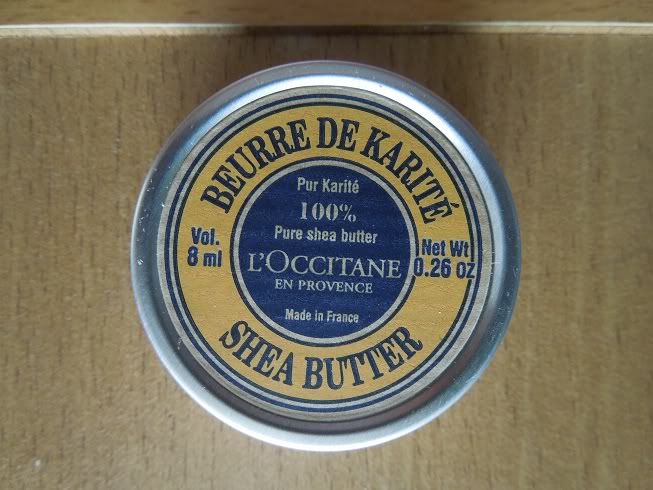 BEURRE DE KARITÉ
Pur Karité
100%
Pure shea butter
L'OCCITANE
EN PROVENCE
Made in France
Vol.
8 ml
Net Wt
0.26 oz
SHEA BUTTER